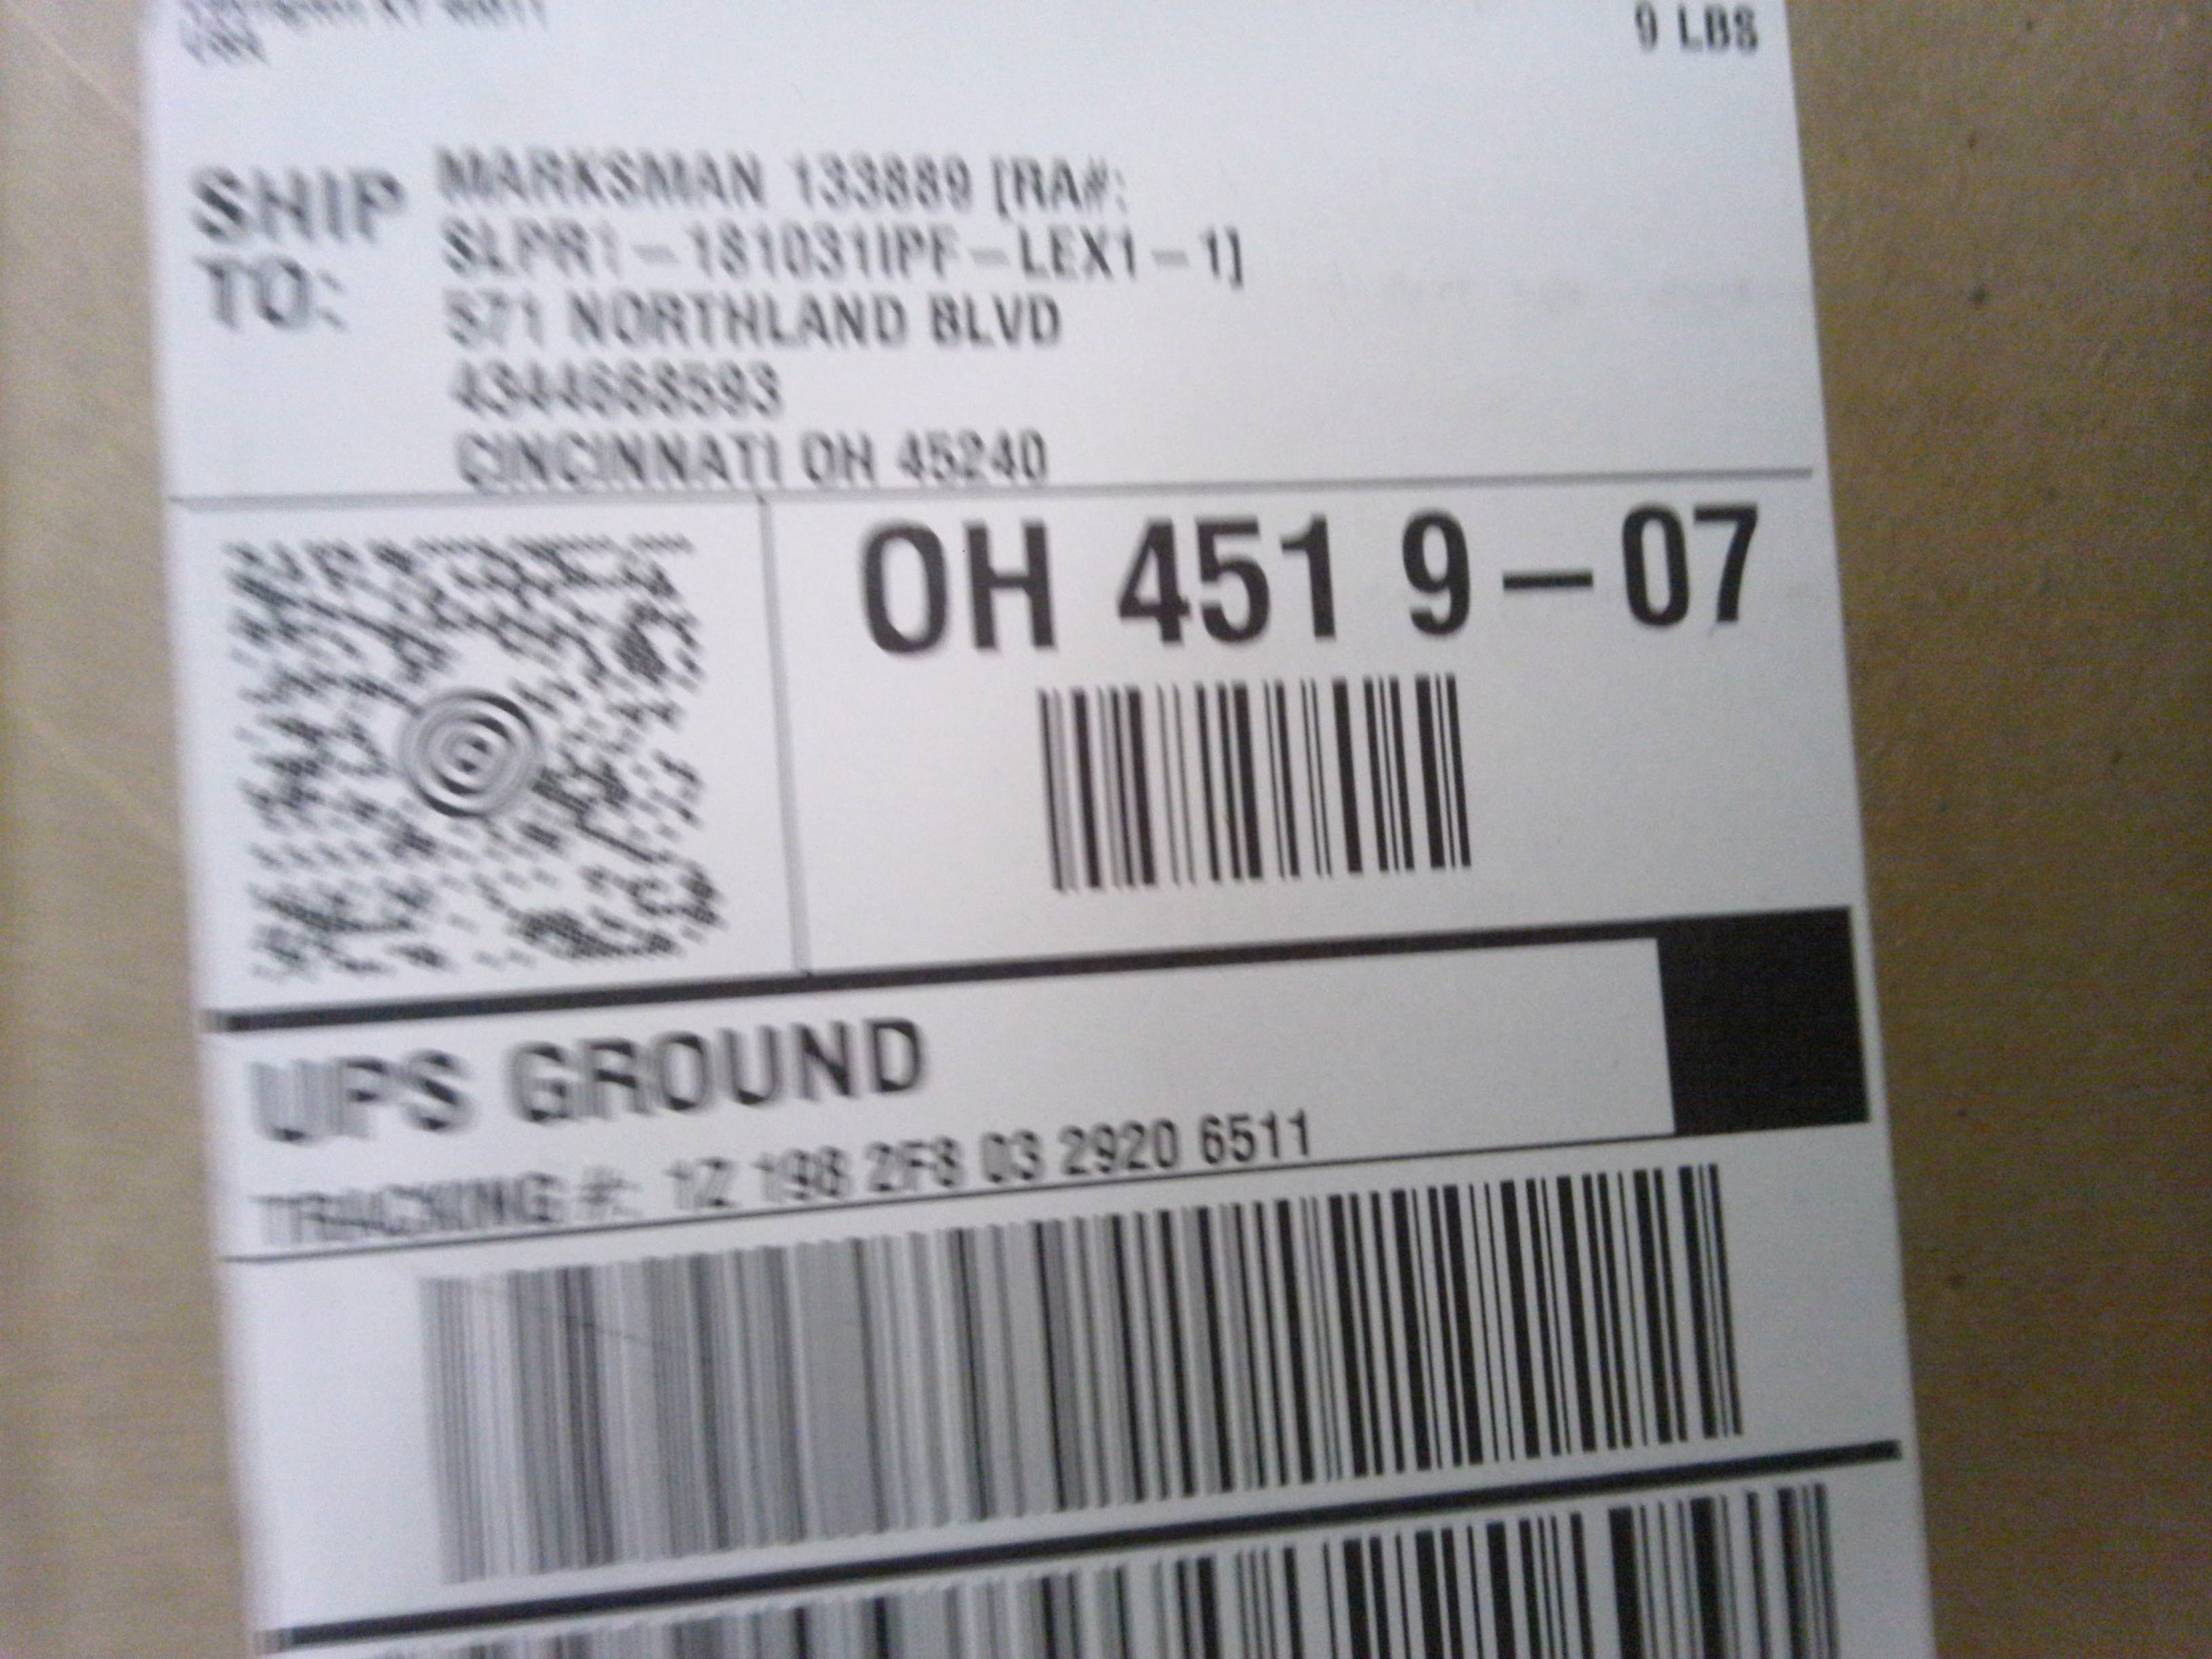 9 LBS
SHIP TO:
MARKSMAN 133889 [RA#:
SLPR1-181031IPF-LEX1-1]
571 NORTHLAND BLVD
4344668593
CINCINNATI OH 45240
OH 451 9-07
UPS GROUND
TRACKING #: 1Z 198 2F8 03 2920 6511